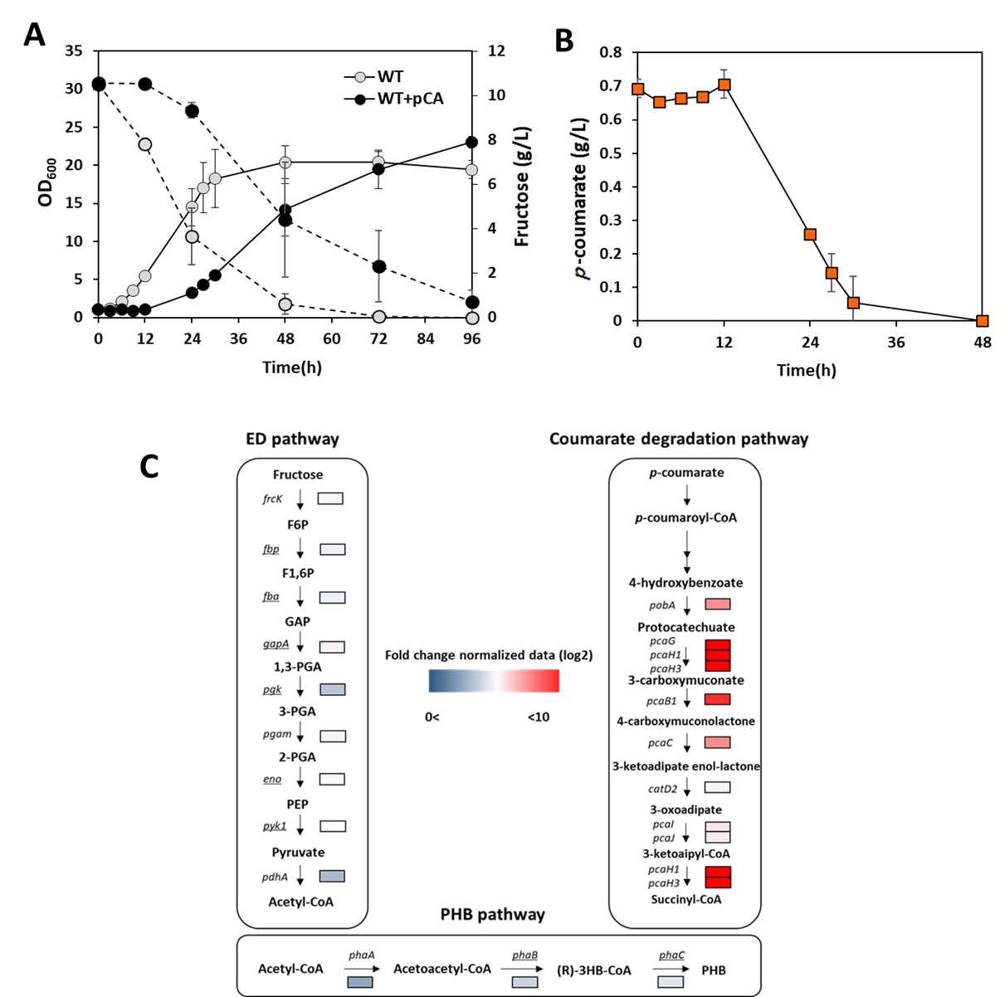 A
35
30
25
20
15
10
5
0
OD600
12
10
8
6
4
2
0
Fructose (g/L)
WT
WT+pCA
0 12 24 36 48 60 72 84 96
Time(h)
B
0.8
0.7
0.6
0.5
0.4
0.3
0.2
0.1
0
p-coumarate (g/L)
0 12 24 36 48
Time(h)
C
ED pathway
Fructose
frcK
F6P
fbp
F1,6P
fba
GAP
gapA
1,3-PGA
pgk
3-PGA
pgam
2-PGA
eno
PEP
pyk1
Pyruvate
pdhA
Acetyl-CoA
Fold change normalized data (log2)
0< <10
Coumarate degradation pathway
p-coumarate
p-coumaroyl-CoA
4-hydroxybenzoate
pobA
Protocatechuate
pcaG
pcaH1
pcaH3
3-carboxymuconate
pcaB1
4-carboxymuconolactone
pcaC
3-ketoadipate enol-lactone
catD2
3-oxoadipate
pcaI
pcaJ
3-ketoaipyl-CoA
pcaH1
pcaH3
Succinyl-CoA
PHB pathway
phaA phaB phaC
Acetyl-CoA Acetoacetyl-CoA (R)-3HB-CoA PHB